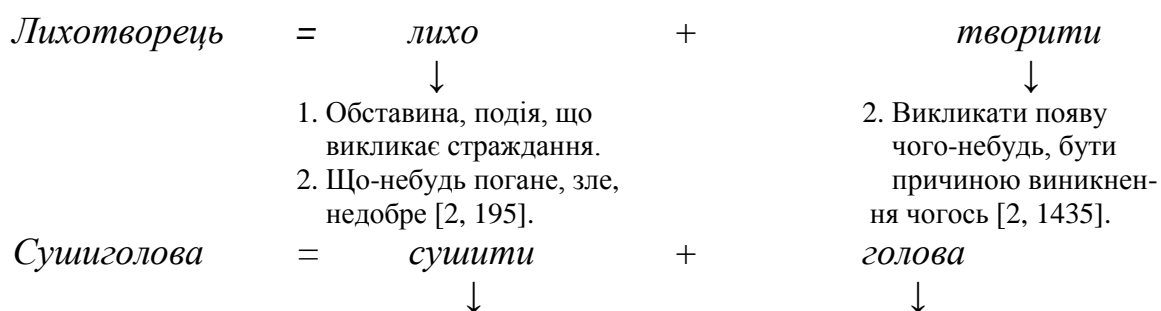 Лихотворець = лихо + творити
↓ ↓
1. Обставина, подія, що 2. Викликати появу
викликає страждання. чого-небудь, бути
2. Що-небудь погане, зле, причиною виникнен-
недобре [2, 195]. ня чогось [2, 1435].
Сушиголова = сушити + голова
↓ ↓